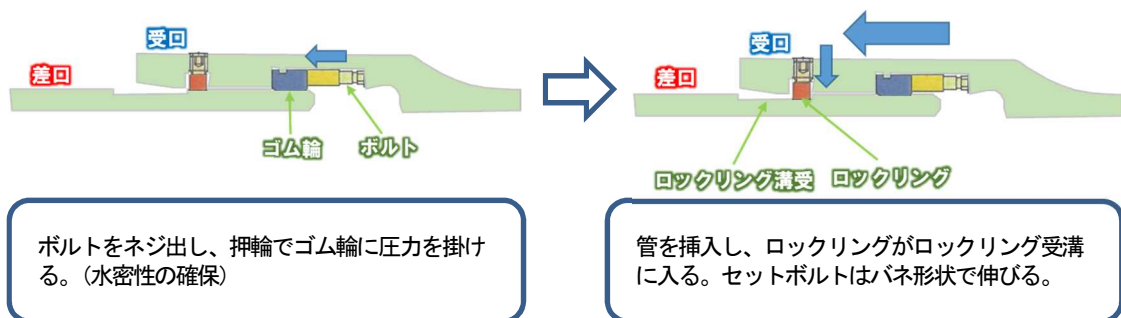 受口
差口
ゴム輪
ボルト
ボルトをネジ出し、押輪でゴム輪に圧力を掛け
る。（水密性の確保）
受口
差口
ロックリング溝受
ロックリング
管を挿入し、ロックリングがロックリング受溝
に入る。セットボルトはバネ形状で伸びる。